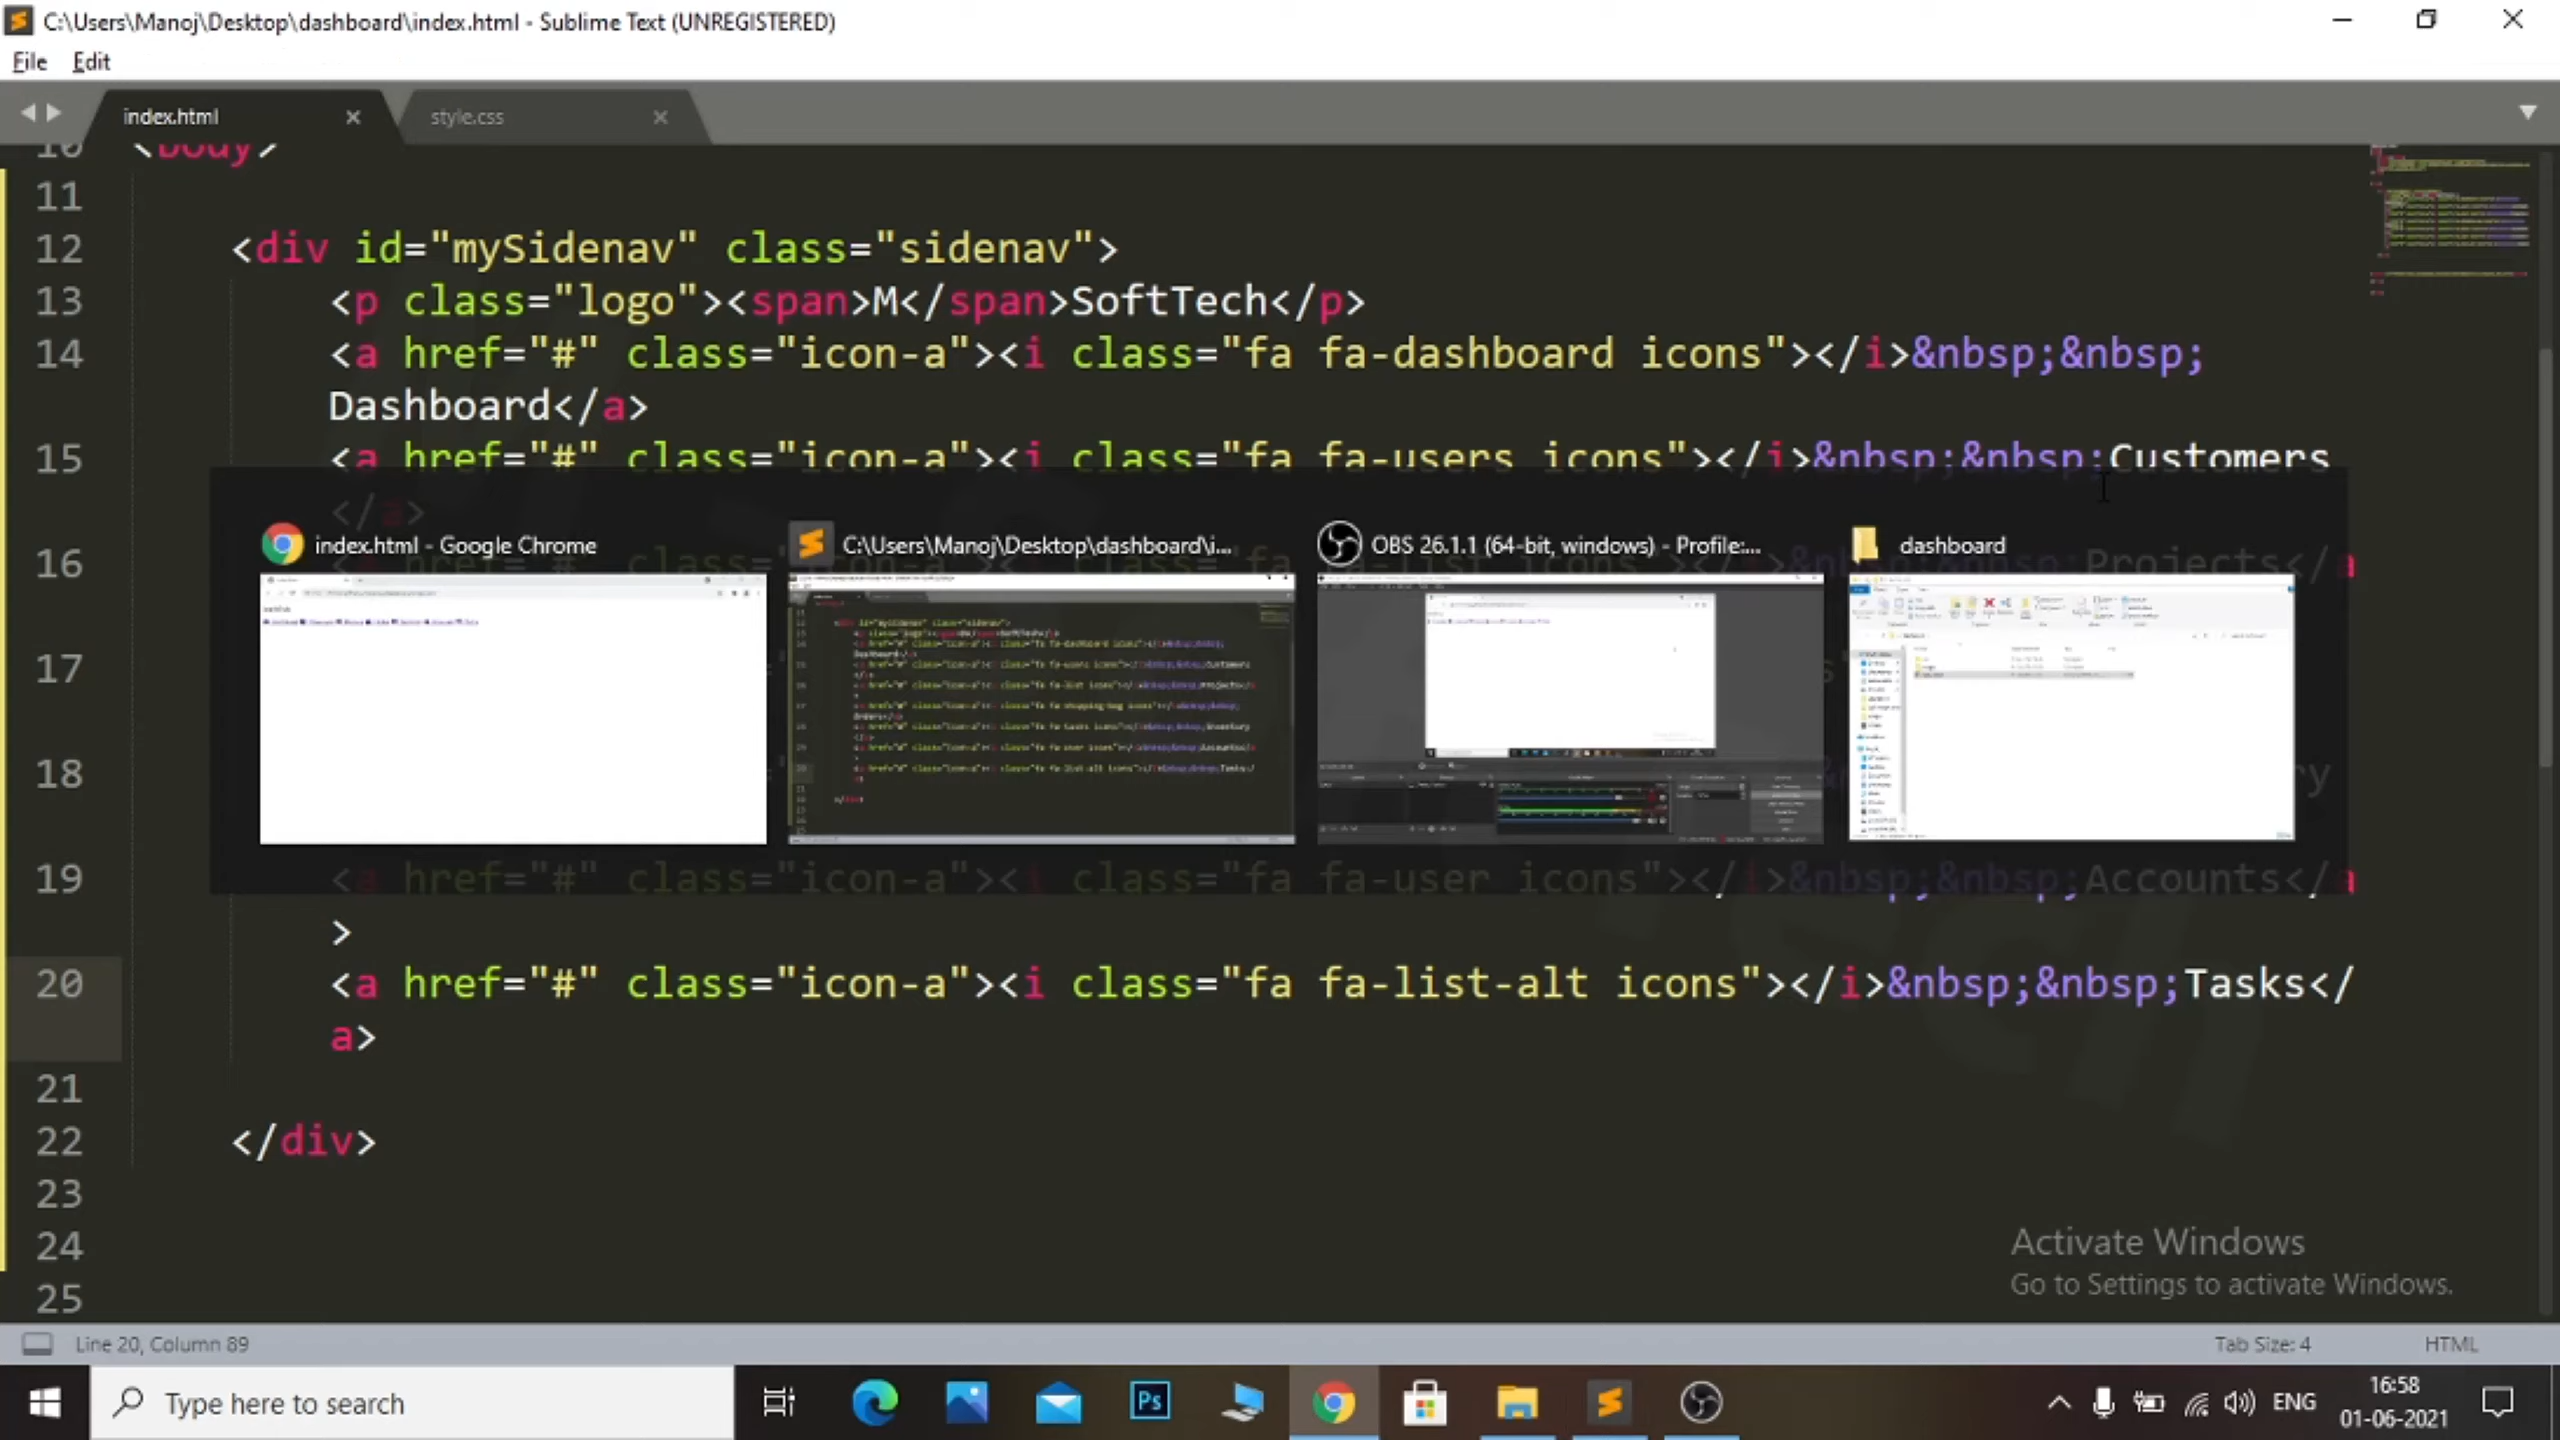 C:\Users\Manoj\Desktop\dashboard\index.html - Sublime Text (UNREGISTERED)
File Edit
index.html style.css
10 <body>
11
12 <div id="mySidenav" class="sidenav">
13 <p class="logo"><span>M</span>SoftTech</p>
14 <a href="#" class="icon-a"><i class="fa fa-dashboard icons"></i>&nbsp;&nbsp;
Dashboard</a>
15 <a href="#" class="icon-a"><i class="fa fa-users icons"></i>&nbsp;&nbsp;Customers
</a>
index.html - Google Chrome
C:\Users\Manoj\Desktop\dashboard\i...
OBS 26.1.1 (64-bit, windows) - Profile:...
dashboard
16 Projects</a
17
18
19 <a href="#" class="icon-a"><i class="fa fa-user icons"></i>&nbsp;&nbsp;Accounts</a
>
20 <a href="#" class="icon-a"><i class="fa fa-list-alt icons"></i>&nbsp;&nbsp;Tasks</
a>
21
22 </div>
23
24
25
Activate Windows
Go to Settings to activate Windows.
Line 20, Column 89 Tab Size: 4 HTML
Type here to search
Ps
ENG
16:58
01-06-2021